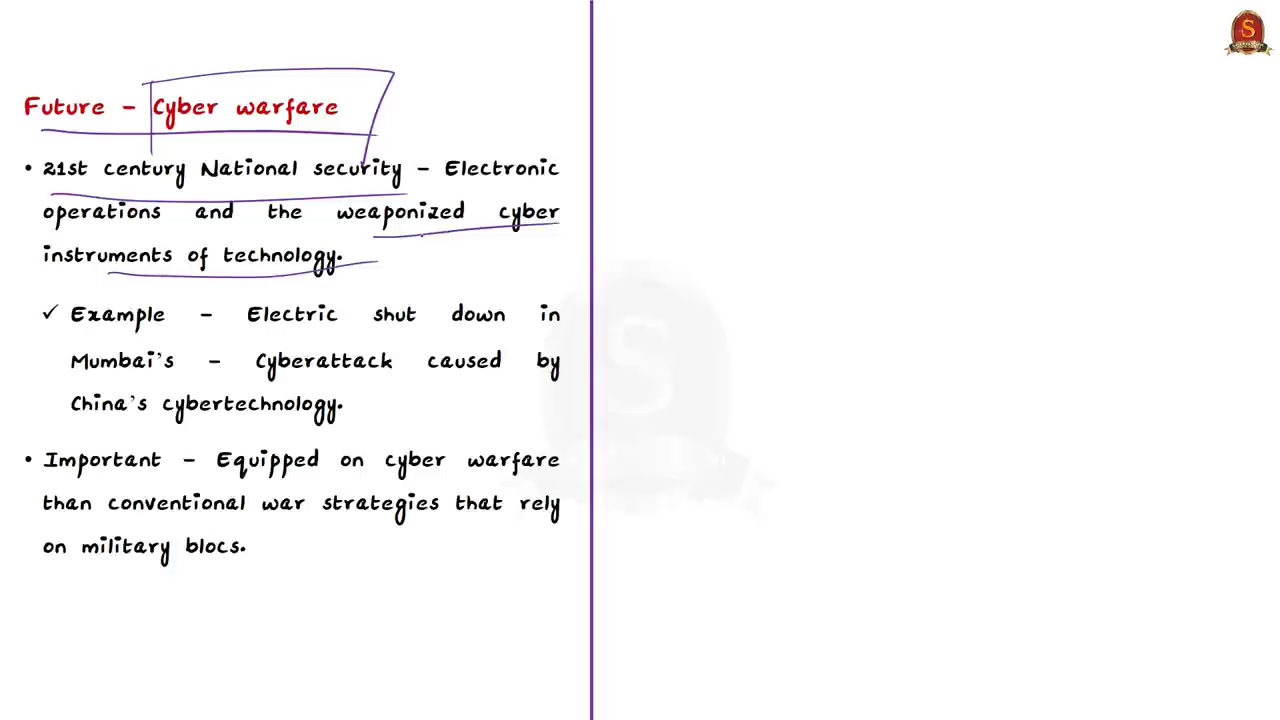 Future - Cyber warfare
• 21st century National security - Electronic
operations and the weaponized cyber
instruments of technology.
✓ Example - Electric shut down in
Mumbai's - Cyberattack caused by
China's cybertechnology.
• Important - Equipped on cyber warfare
than conventional war strategies that rely
on military blocs.
S
S